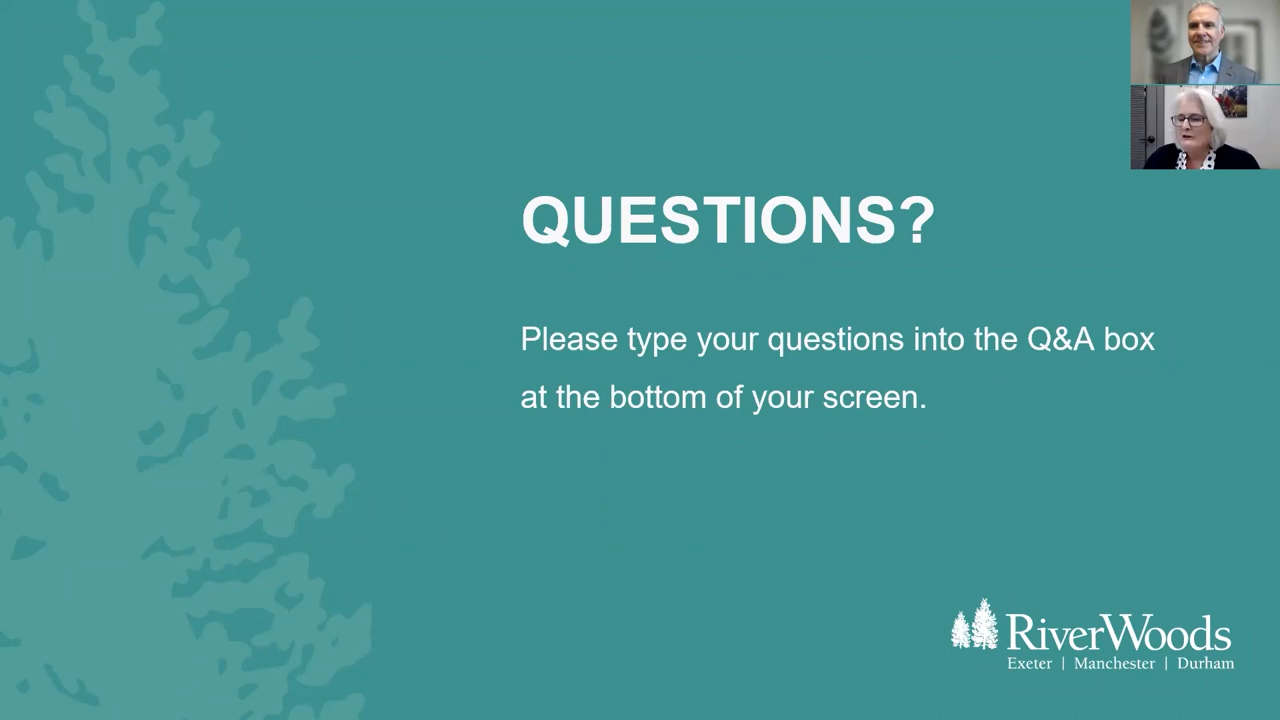 QUESTIONS?
Please type your questions into the Q&A box
at the bottom of your screen.
RiverWoods
Exeter | Manchester | Durham